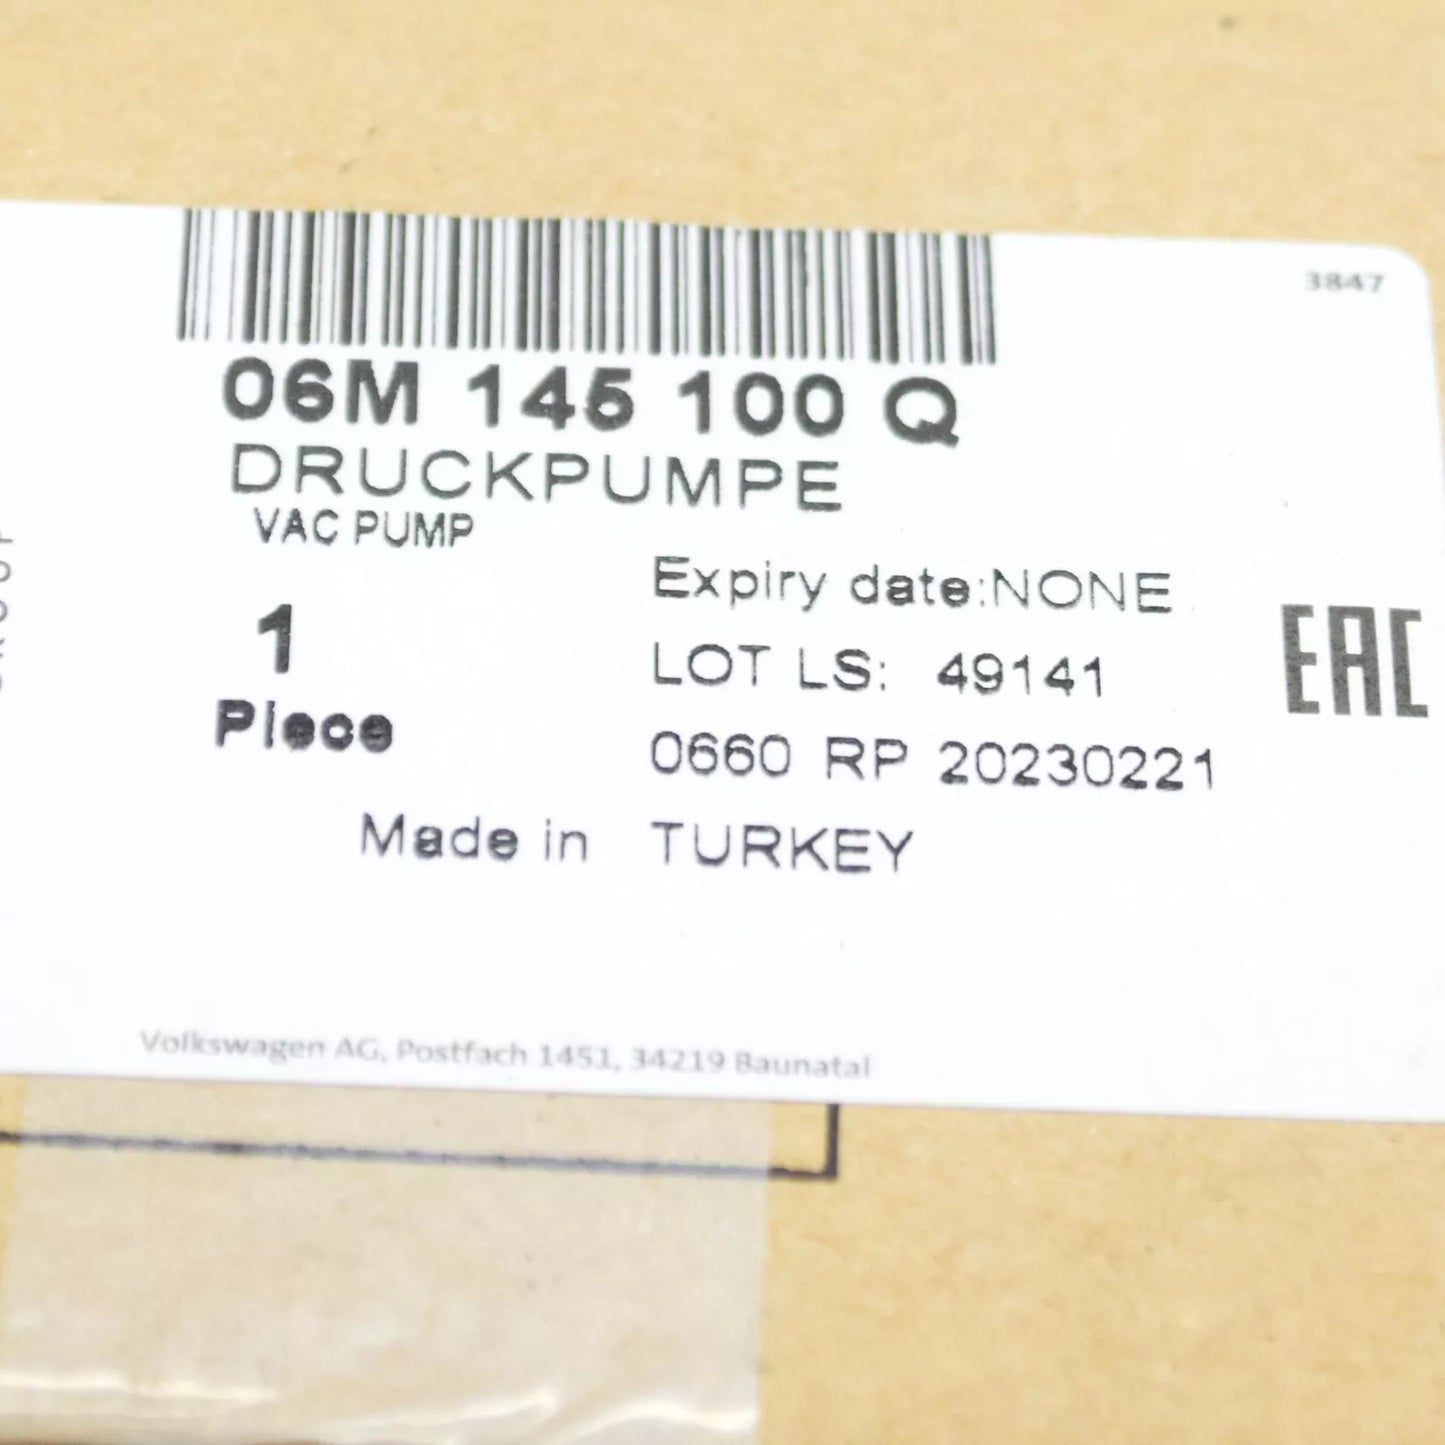 3847
06M 145 100 Q
DRUCKPUMPE
VAC PUMP
1
Piece
Expiry date:NONE
LOT LS: 49141
0660 RP 20230221
Made in TURKEY
EAC
Volkswagen AG, Postfach 1451, 34219 Baunatal